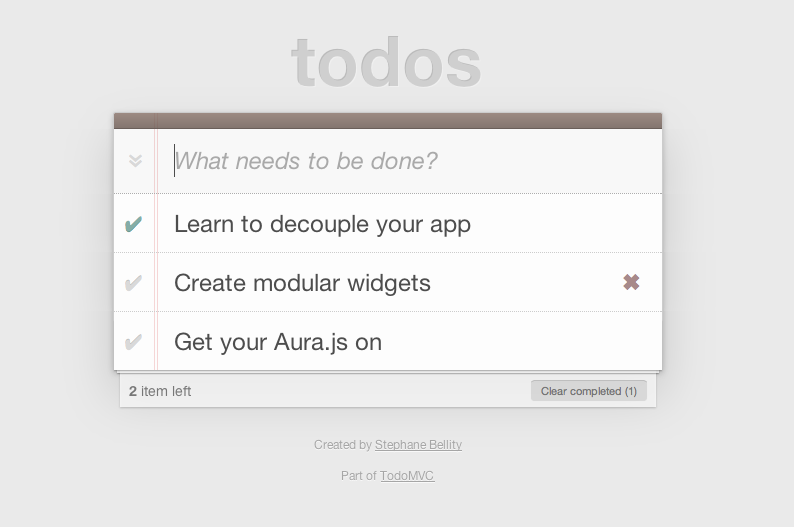 todos
What needs to be done?
Learn to decouple your app
Create modular widgets
Get your Aura.js on
2 item left
Clear completed (1)
Created by Stephane Bellity
Part of TodoMVC